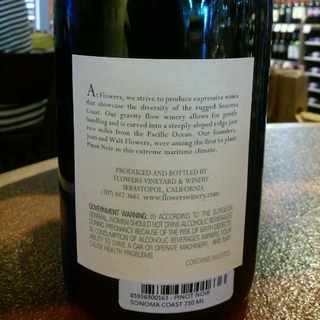 At Flowers, we strive to produce expressive wines
that showcase the diversity of the rugged Sonoma
Coast. Our gravity flow winery allows for gentle
handling and is carved into a steeply-sloped ridge just
two miles from the Pacific Ocean. Our founders,
Joan and Walt Flowers, were among the first to plant
Pinot Noir in this extreme maritime climate.
PRODUCED AND BOTTLED BY
FLOWERS VINEYARD & WINERY
SEBASTOPOL, CALIFORNIA
(707) 847-3661 www.flowerswinery.com
GOVERNMENT WARNING: (1) ACCORDING TO THE SURGEON
GENERAL, WOMEN SHOULD NOT DRINK ALCOHOLIC BEVERAGES
DURING PREGNANCY BECAUSE OF THE RISK OF BIRTH DEFECTS.
(2) CONSUMPTION OF ALCOHOLIC BEVERAGES IMPAIRS YOUR
ABILITY TO DRIVE A CAR OR OPERATE MACHINERY, AND MAY
CAUSE HEALTH PROBLEMS.
CONTAINS SULFITES
85936900163 - PINOT NOIR
SONOMA COAST 750 ML